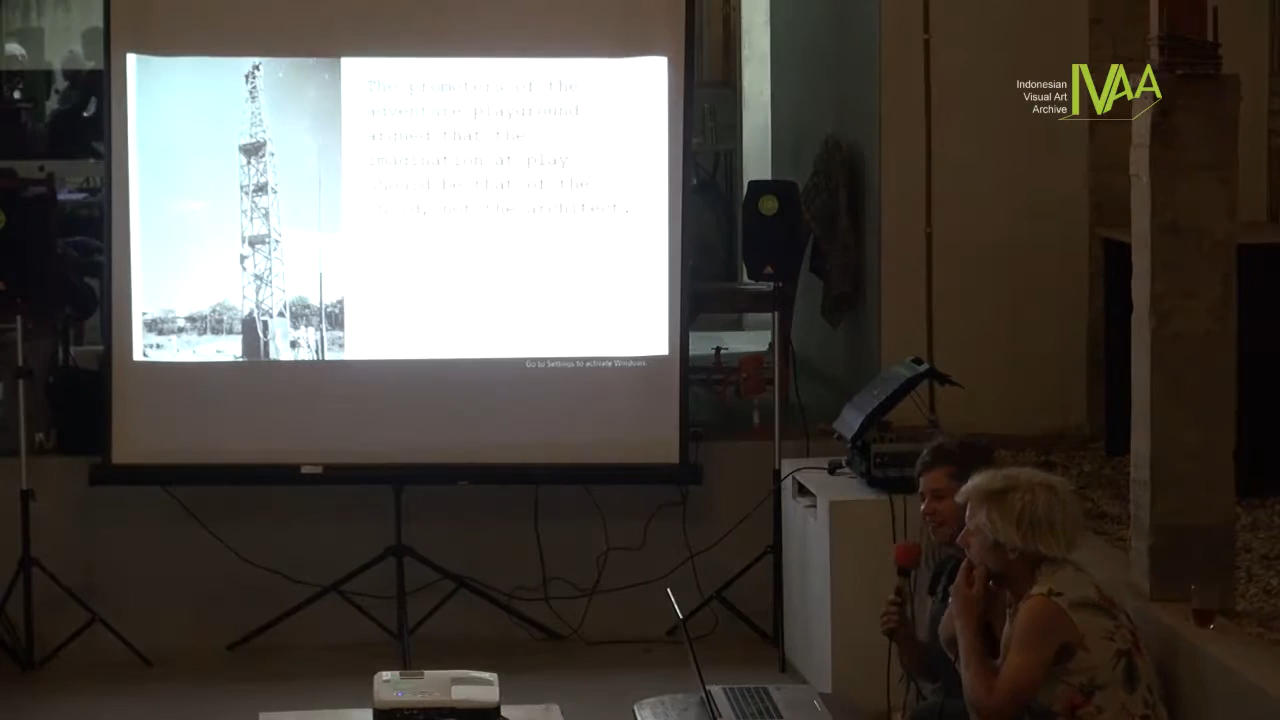 The promoters of the
adventure playground
argued that the
imagination at play
should be that of the
child, not the architect.
Go to Settings to activate Windows.
Indonesian
Visual Art
Archive
IVAA